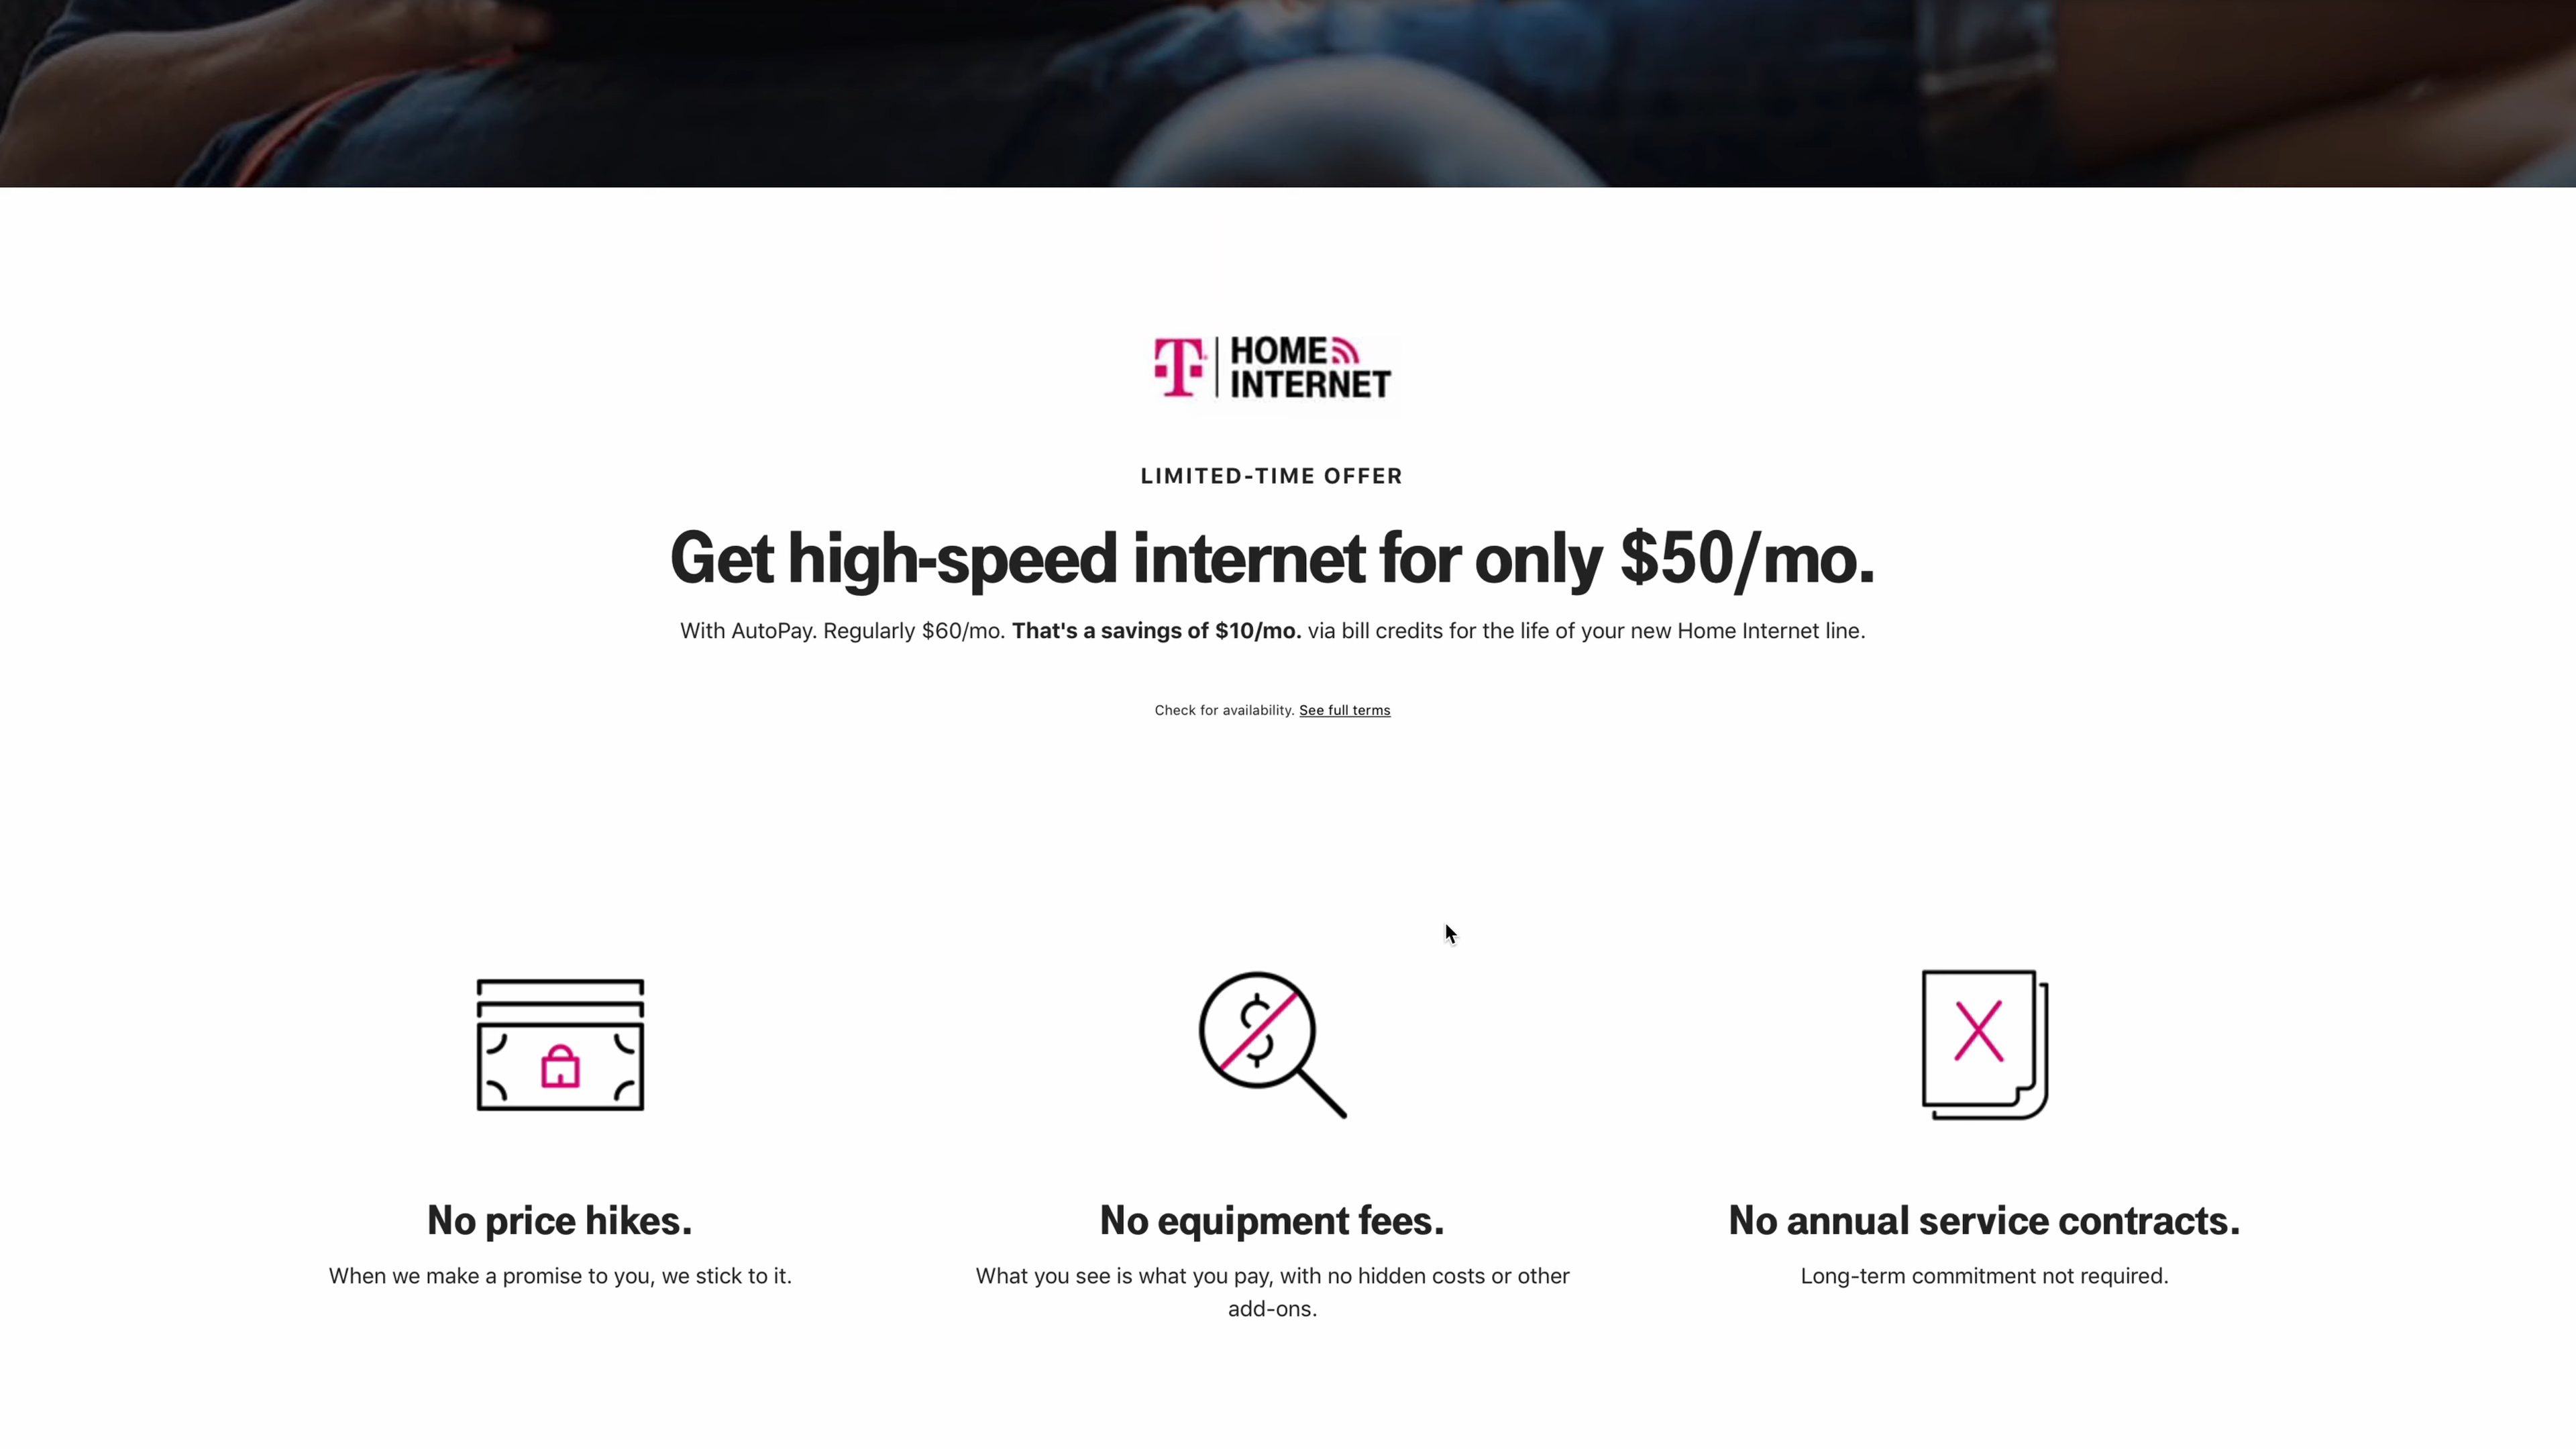 T HOME
INTERNET
LIMITED-TIME OFFER
Get high-speed internet for only $50/mo.
With AutoPay. Regularly $60/mo. That's a savings of $10/mo. via bill credits for the life of your new Home Internet line.
Check for availability. See full terms
No price hikes.
When we make a promise to you, we stick to it.
No equipment fees.
What you see is what you pay, with no hidden costs or other
add-ons.
No annual service contracts.
Long-term commitment not required.